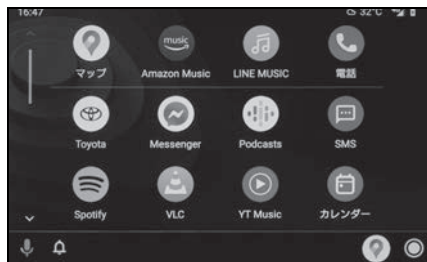 16:47
32°C
マップ
music
Amazon Music
LINE MUSIC
電話
Toyota
Messenger
Podcasts
SMS
Spotify
VLC
YT Music
カレンダー